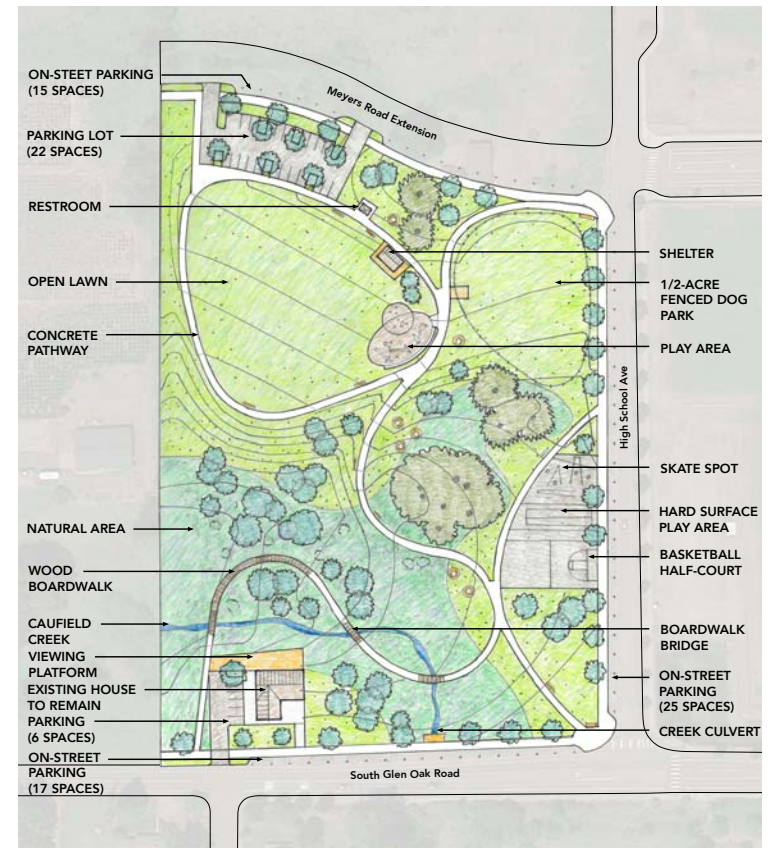 ON-STEET PARKING
(15 SPACES)
PARKING LOT
(22 SPACES)
RESTROOM
OPEN LAWN
CONCRETE
PATHWAY
NATURAL AREA
WOOD
BOARDWALK
CAUFIELD
CREEK
VIEWING
PLATFORM
EXISTING HOUSE
TO REMAIN
PARKING
(6 SPACES)
ON-STREET
PARKING
(17 SPACES)
Meyers Road Extension
High School Ave
South Glen Oak Road
SHELTER
1/2-ACRE
FENCED DOG
PARK
PLAY AREA
SKATE SPOT
HARD SURFACE
PLAY AREA
BASKETBALL
HALF-COURT
BOARDWALK
BRIDGE
ON-STREET
PARKING
(25 SPACES)
CREEK CULVERT